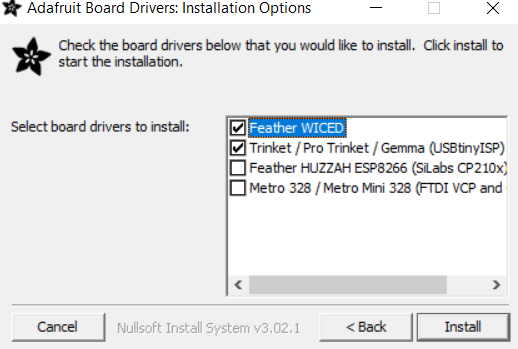 Adafruit Board Drivers: Installation Options
Check the board drivers below that you would like to install. Click install to
start the installation.
Select board drivers to install:
Feather WICED
Trinket / Pro Trinket / Gemma (USBtinyISP)
Feather HUZZAH ESP8266 (SiLabs CP210x)
Metro 328 / Metro Mini 328 (FTDI VCP and
Cancel
Nullsoft Install System v3.02.1
< Back
Install